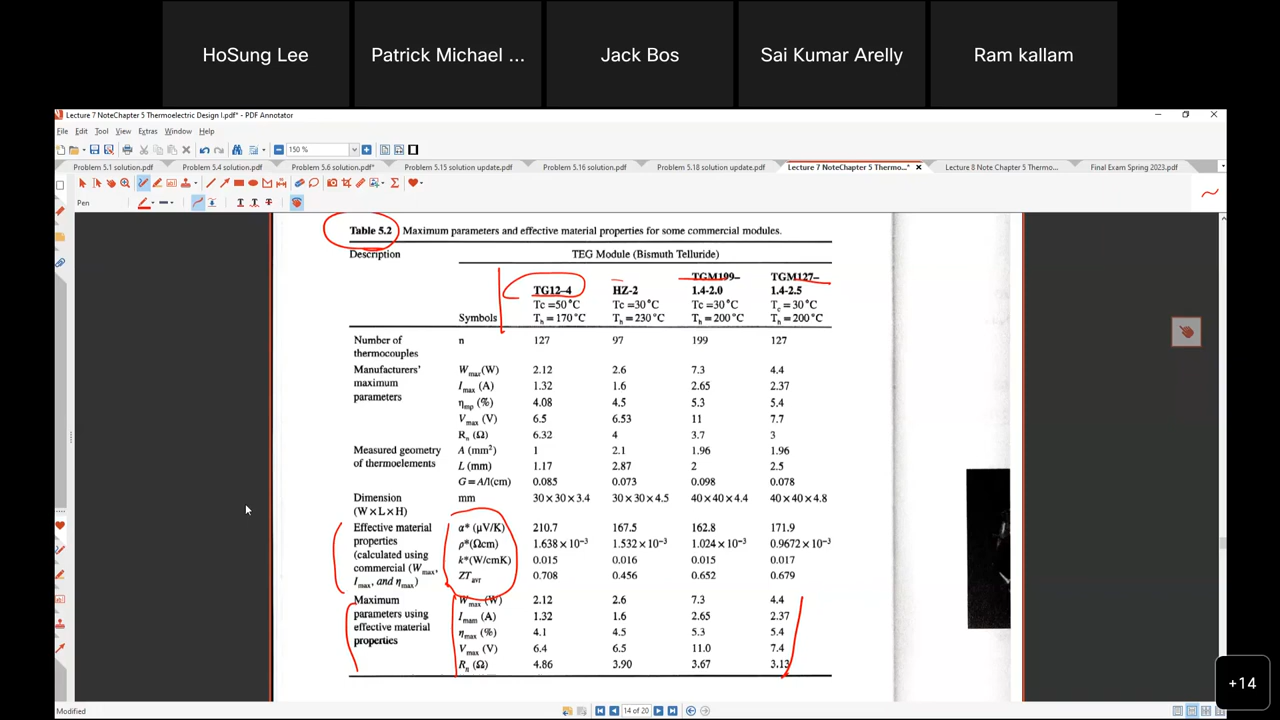 HoSung Lee Patrick Michael ... Jack Bos Sai Kumar Arelly Ram kallam
Lecture 7 NoteChapter 5 Thermoelectric Design I.pdf* - PDF Annotator
File Edit Tool View Extras Window Help
150 %
Problem 5.1 solution.pdf Problem 5.4 solution.pdf Problem 5.6 solution.pdf* Problem 5.15 solution update.pdf Problem 5.16 solution.pdf Problem 5.18 solution update.pdf Lecture 7 NoteChapter 5 Thermo...* Lecture 8 Note Chapter 5 Thermo... Final Exam Spring 2023.pdf
Pen
Table 5.2 Maximum parameters and effective material properties for some commercial modules.
Description TEG Module (Bismuth Telluride)
TGM199– TGM127–
TG12–4 HZ-2 1.4-2.0 1.4-2.5
Tc =50°C Tc=30°C Tc=30°C Tc = 30°C
Symbols Th = 170°C Th = 230°C Th = 200°C Th = 200°C
Number of n 127 97 199 127
thermocouples
Manufacturers' Wmax(W) 2.12 2.6 7.3 4.4
maximum Imax (A) 1.32 1.6 2.65 2.37
parameters ηmp (%) 4.08 4.5 5.3 5.4
Vmax (V) 6.5 6.53 11 7.7
Rn (Ω) 6.32 4 3.7 3
Measured geometry A (mm²) 1 2.1 1.96 1.96
of thermoelements L (mm) 1.17 2.87 2 2.5
G=A/l(cm) 0.085 0.073 0.098 0.078
Dimension mm 30×30×3.4 30×30×4.5 40×40×4.4 40×40×4.8
(W×L×H)
Effective material α* (μV/K) 210.7 167.5 162.8 171.9
properties ρ*(Ωcm) 1.638×10⁻³ 1.532×10⁻³ 1.024×10⁻³ 0.9672×10⁻³
(calculated using k*(W/cmK) 0.015 0.016 0.015 0.017
commercial (Wmax, ZTavr 0.708 0.456 0.652 0.679
Imax, and ηmax)
Maximum Wmax (W) 2.12 2.6 7.3 4.4
parameters using Imam (A) 1.32 1.6 2.65 2.37
effective material ηmax (%) 4.1 4.5 5.3 5.4
properties Vmax (V) 6.4 6.5 11.0 7.4
Rn (Ω) 4.86 3.90 3.67 3.13
+14
Modified 14 of 20